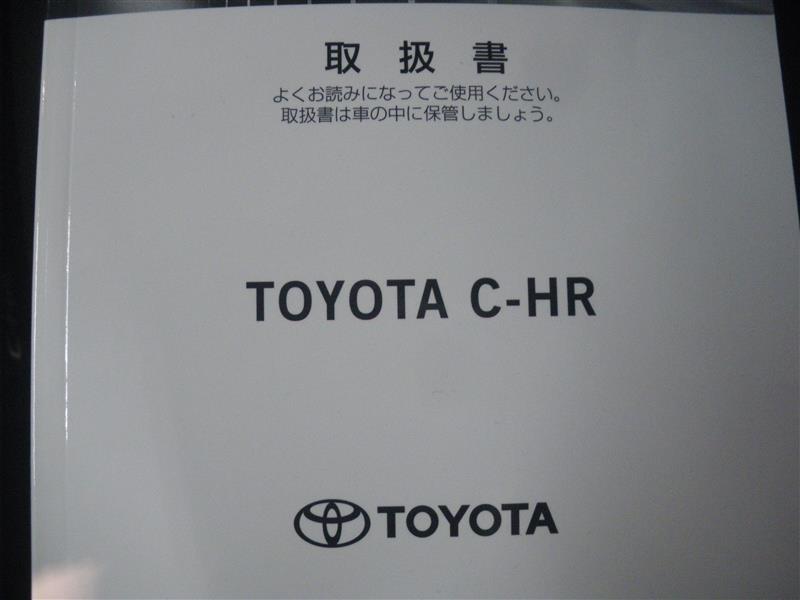 取扱書
よくお読みになってご使用ください。
取扱書は車の中に保管しましょう。
TOYOTA C-HR
TOYOTA